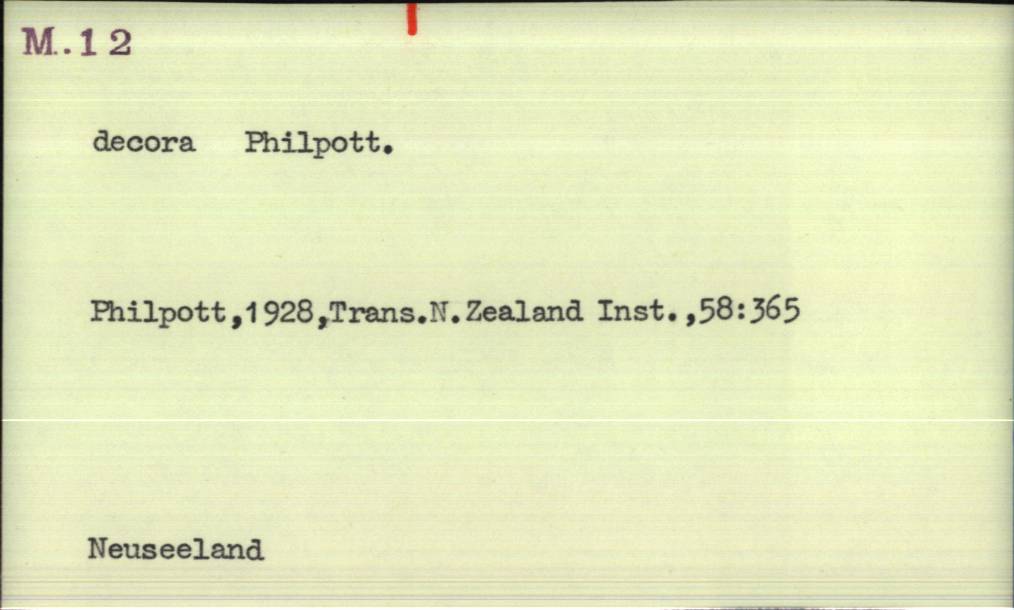 M.12
decora Philpott.
Philpott,1928,Trans.N.Zealand Inst.,58:365
Neuseeland